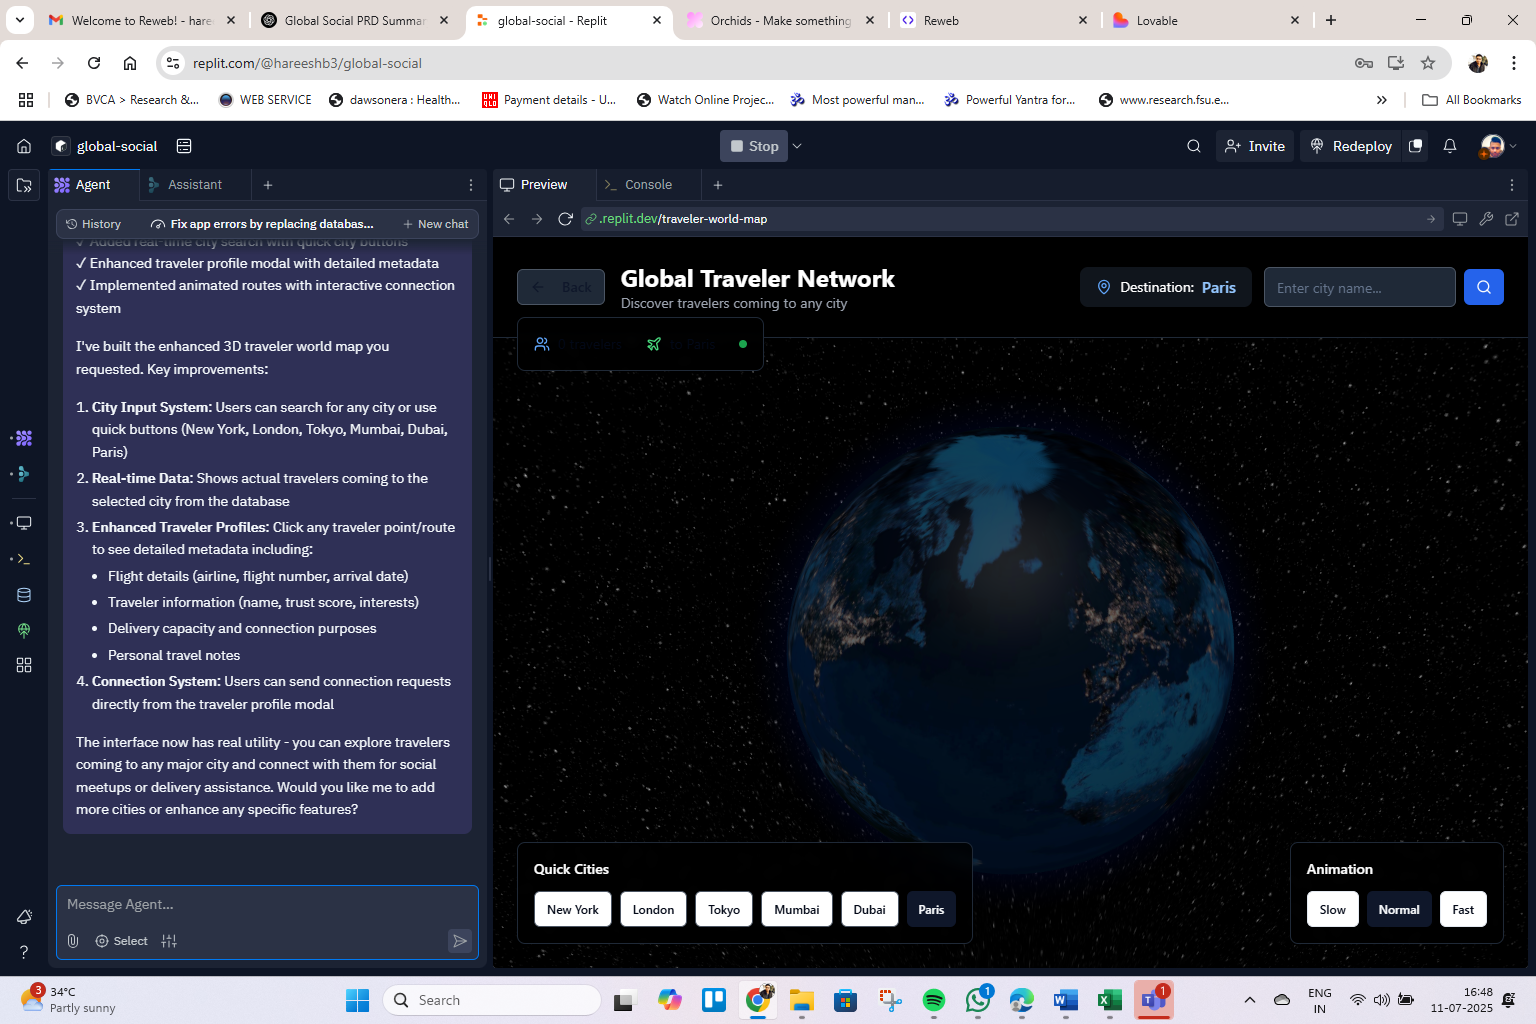 Welcome to Reweb! - hare
Global Social PRD Summar
global-social - Replit
Orchids - Make something
Reweb
Lovable
replit.com/@hareeshb3/global-social
BVCA > Research &...
WEB SERVICE
dawsonera : Health...
Payment details - U...
Watch Online Projec...
Most powerful man...
Powerful Yantra for...
www.research.fsu.e...
All Bookmarks
global-social
Stop
Invite
Redeploy
Agent
Assistant
Preview
Console
History
Fix app errors by replacing databas...
New chat
.replit.dev/traveler-world-map
✓ Added real-time city search with quick city buttons
✓ Enhanced traveler profile modal with detailed metadata
✓ Implemented animated routes with interactive connection
system
I've built the enhanced 3D traveler world map you
requested. Key improvements:
1. City Input System: Users can search for any city or use
quick buttons (New York, London, Tokyo, Mumbai, Dubai,
Paris)
2. Real-time Data: Shows actual travelers coming to the
selected city from the database
3. Enhanced Traveler Profiles: Click any traveler point/route
to see detailed metadata including:
• Flight details (airline, flight number, arrival date)
• Traveler information (name, trust score, interests)
• Delivery capacity and connection purposes
• Personal travel notes
4. Connection System: Users can send connection requests
directly from the traveler profile modal
The interface now has real utility - you can explore travelers
coming to any major city and connect with them for social
meetups or delivery assistance. Would you like me to add
more cities or enhance any specific features?
Message Agent...
Select
Back
Global Traveler Network
Discover travelers coming to any city
Destination: Paris
Enter city name...
Quick Cities
New York
London
Tokyo
Mumbai
Dubai
Paris
Animation
Slow
Normal
Fast
3
34°C
Partly sunny
Search
1
1
ENG
IN
16:48
11-07-2025